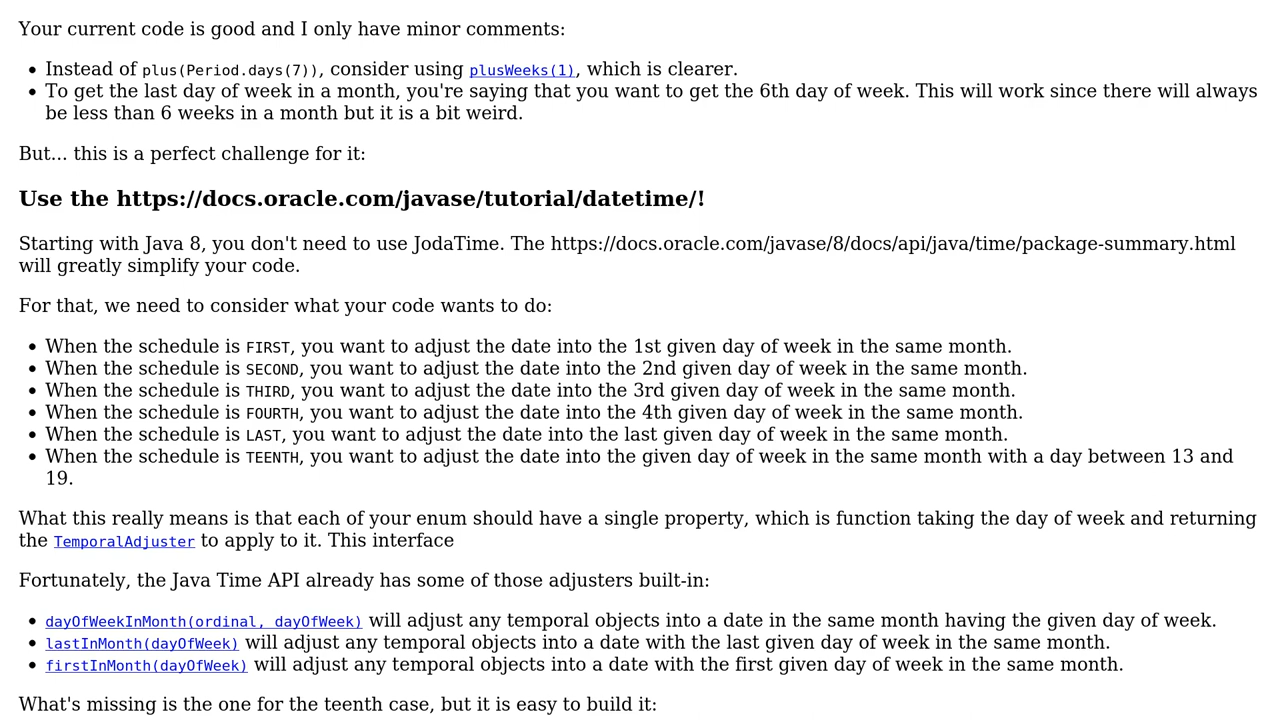 Your current code is good and I only have minor comments:
Instead of plus(Period.days(7)), consider using plusWeeks(1), which is clearer.
To get the last day of week in a month, you're saying that you want to get the 6th day of week. This will work since there will always
be less than 6 weeks in a month but it is a bit weird.
But... this is a perfect challenge for it:
Use the https://docs.oracle.com/javase/tutorial/datetime/!
Starting with Java 8, you don't need to use JodaTime. The https://docs.oracle.com/javase/8/docs/api/java/time/package-summary.html
will greatly simplify your code.
For that, we need to consider what your code wants to do:
When the schedule is FIRST, you want to adjust the date into the 1st given day of week in the same month.
When the schedule is SECOND, you want to adjust the date into the 2nd given day of week in the same month.
When the schedule is THIRD, you want to adjust the date into the 3rd given day of week in the same month.
When the schedule is FOURTH, you want to adjust the date into the 4th given day of week in the same month.
When the schedule is LAST, you want to adjust the date into the last given day of week in the same month.
When the schedule is TEENTH, you want to adjust the date into the given day of week in the same month with a day between 13 and
19.
What this really means is that each of your enum should have a single property, which is function taking the day of week and returning
the TemporalAdjuster to apply to it. This interface
Fortunately, the Java Time API already has some of those adjusters built-in:
dayOfWeekInMonth(ordinal, dayOfWeek) will adjust any temporal objects into a date in the same month having the given day of week.
lastInMonth(dayOfWeek) will adjust any temporal objects into a date with the last given day of week in the same month.
firstInMonth(dayOfWeek) will adjust any temporal objects into a date with the first given day of week in the same month.
What's missing is the one for the teenth case, but it is easy to build it: